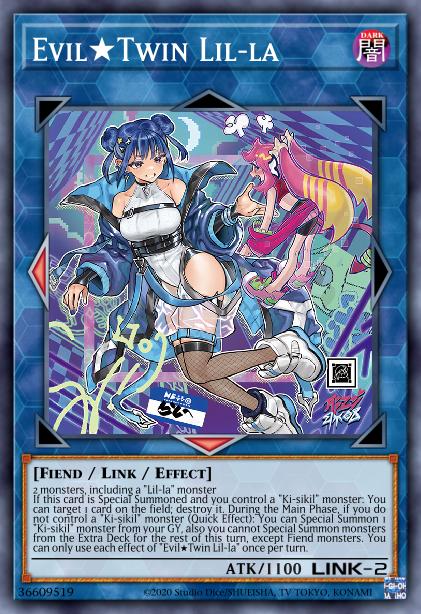 Evil★Twin Lil-la
DARK
闇
[Fiend / Link / Effect]
2 monsters, including a "Lil-la" monster
If this card is Special Summoned and you control a "Ki-sikil" monster: You
can target 1 card on the field; destroy it. During the Main Phase, if you do
not control a "Ki-sikil" monster (Quick Effect): You can Special Summon 1
"Ki-sikil" monster from your GY, also you cannot Special Summon monsters
from the Extra Deck for the rest of this turn, except Fiend monsters. You
can only use each effect of "Evil★Twin Lil-la" once per turn.
ATK/1100 LINK-2
36609519 ©2020 Studio Dice/SHUEISHA, TV TOKYO, KONAMI